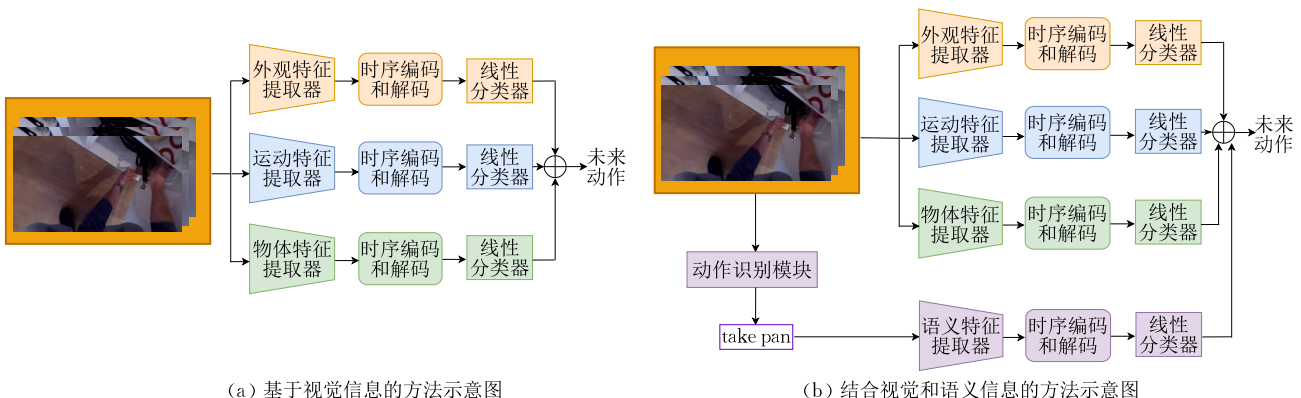 外观特征
提取器
时序编码
和解码
线性
分类器
运动特征
提取器
时序编码
和解码
线性
分类器
未来
动作
物体特征
提取器
时序编码
和解码
线性
分类器
(a) 基于视觉信息的方法示意图
外观特征
提取器
时序编码
和解码
线性
分类器
运动特征
提取器
时序编码
和解码
线性
分类器
未来
动作
物体特征
提取器
时序编码
和解码
线性
分类器
动作识别模块
take pan
语义特征
提取器
时序编码
和解码
线性
分类器
(b) 结合视觉和语义信息的方法示意图